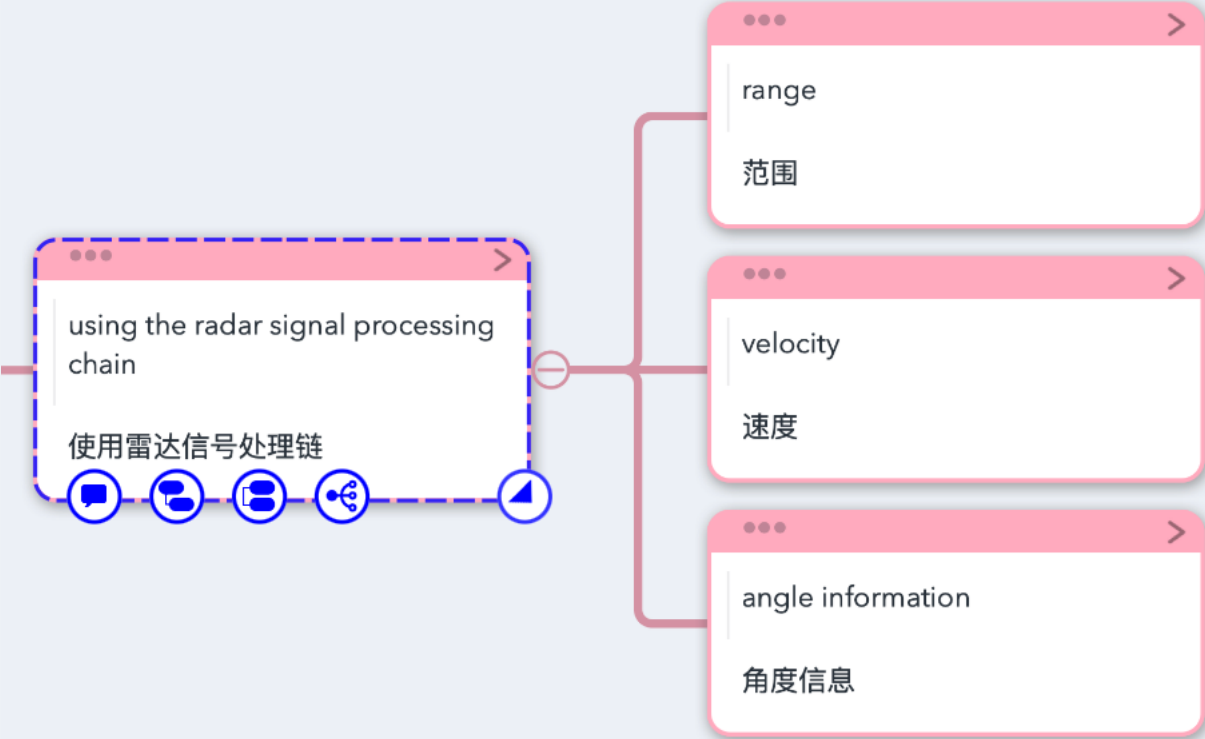 using the radar signal processing
chain
使用雷达信号处理链
range
范围
velocity
速度
angle information
角度信息